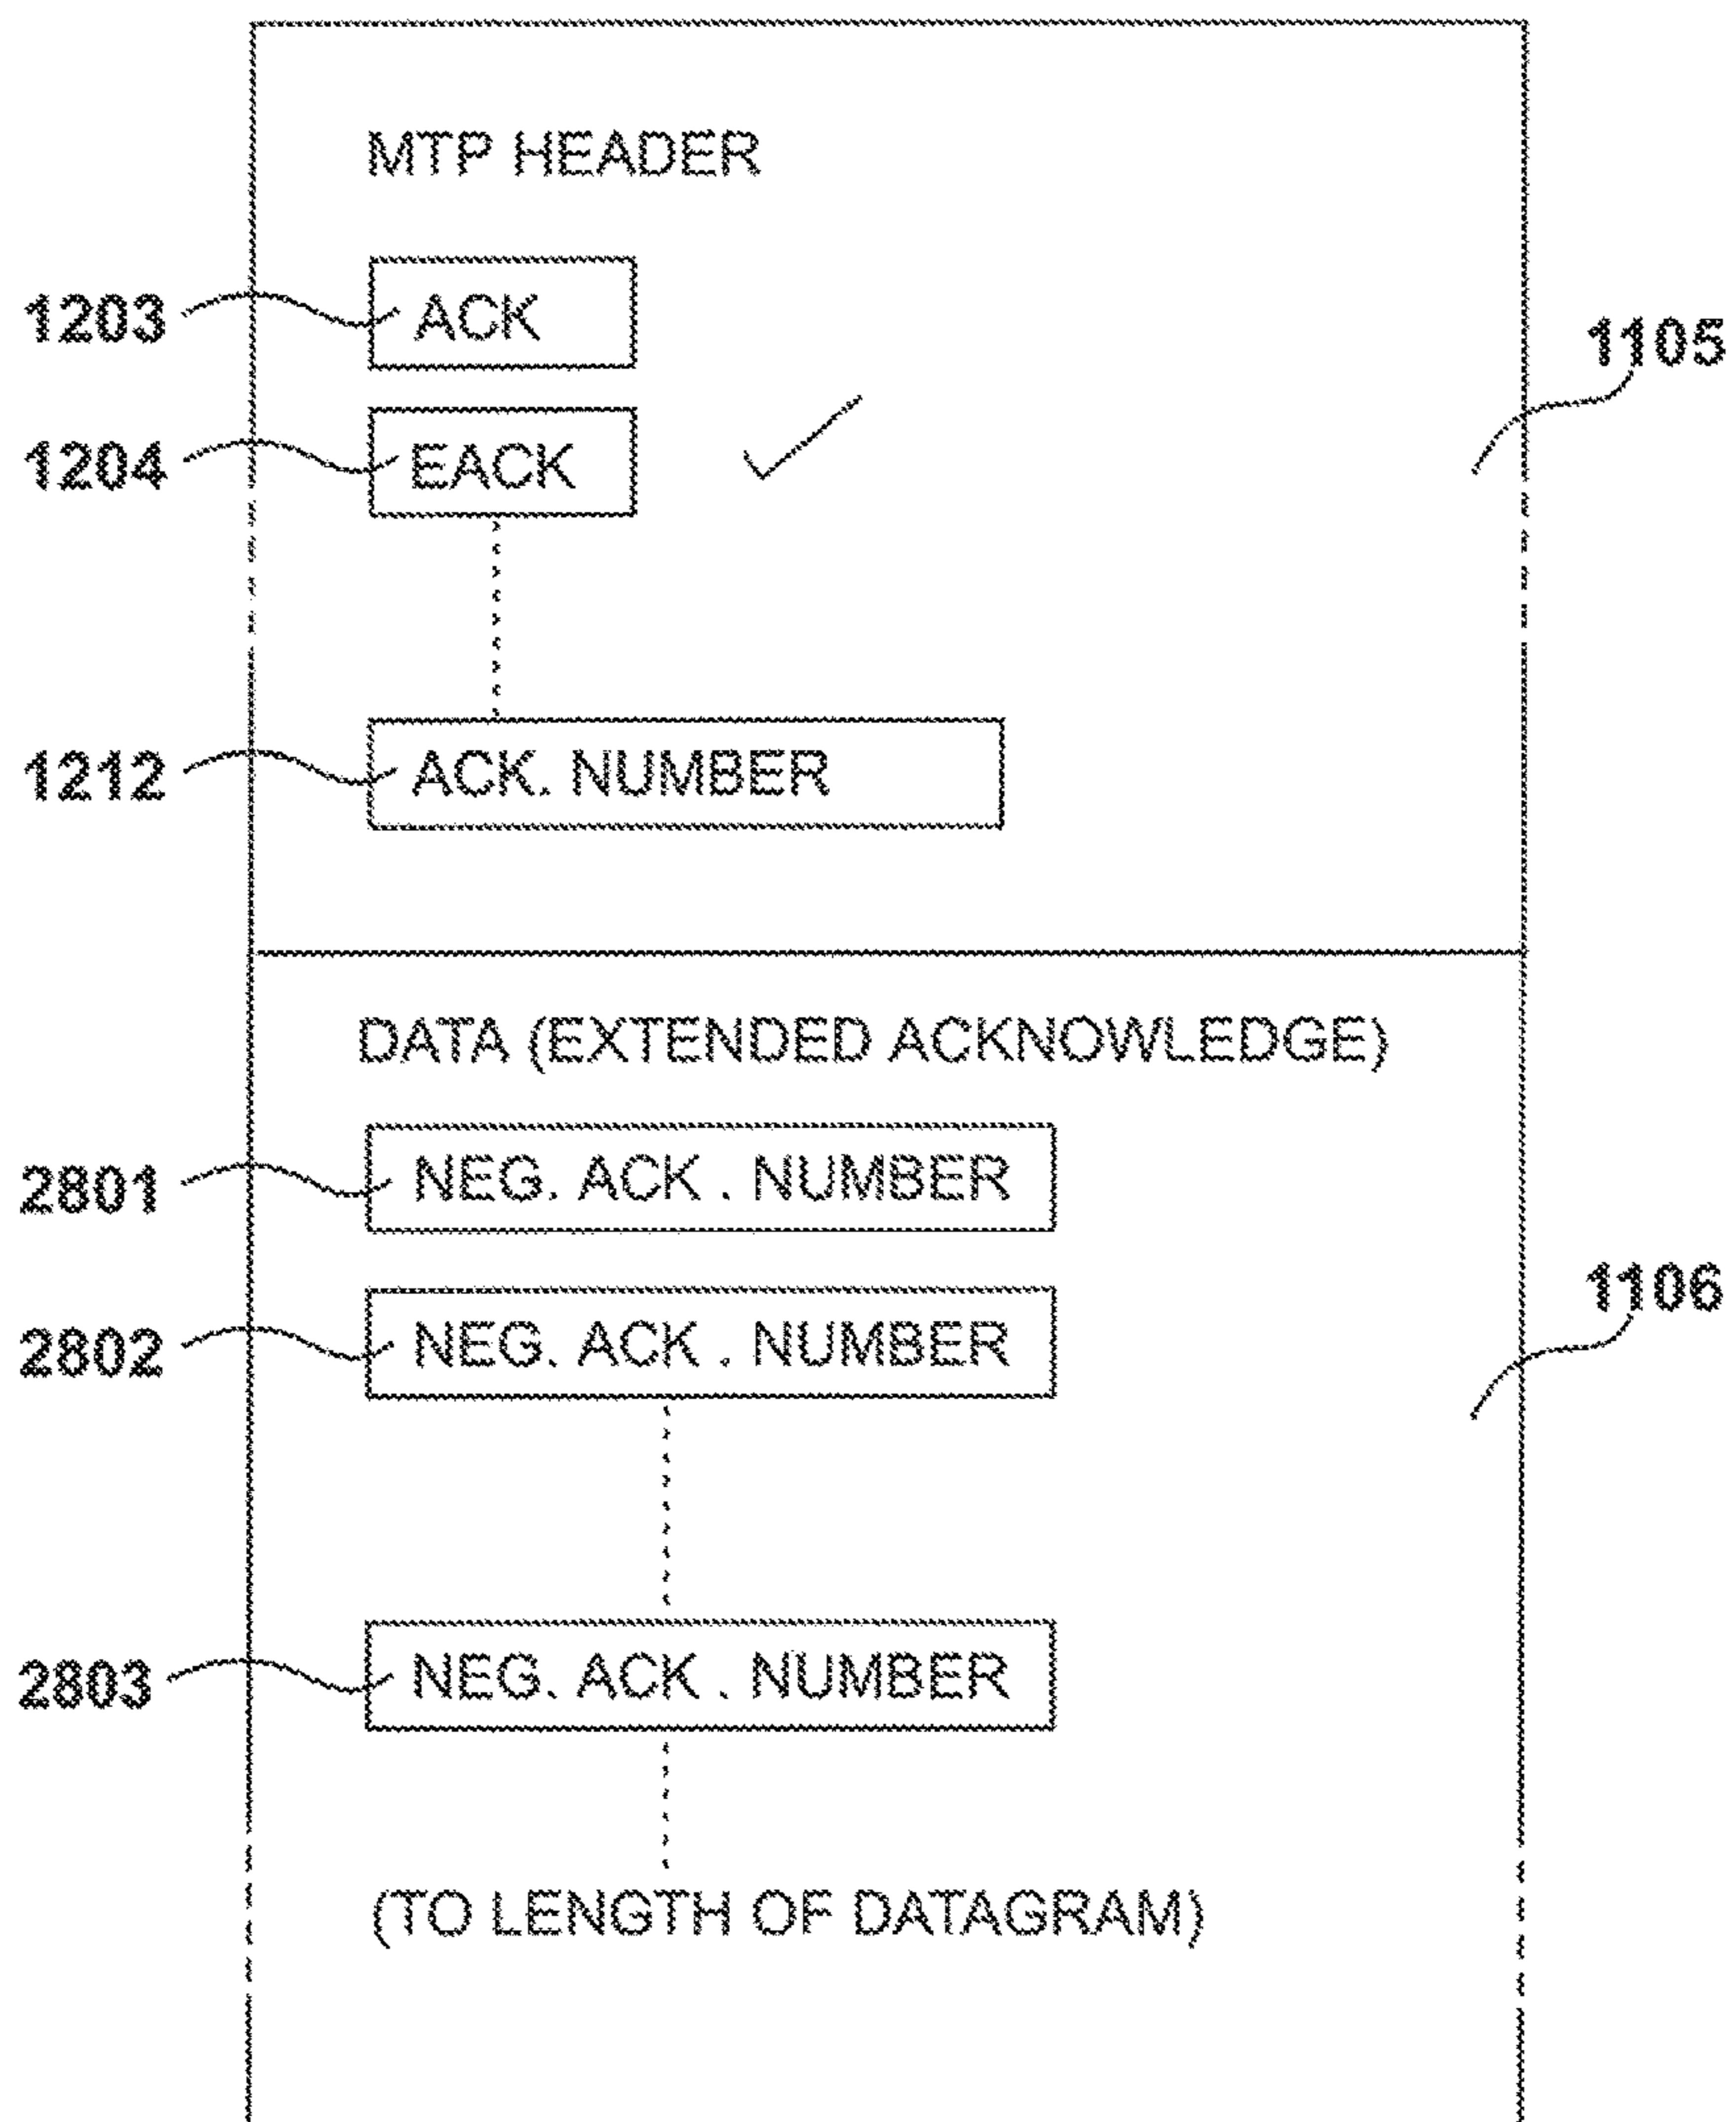 MTP HEADER
1203 ACK
1105
1204 EACK
1212 ACK. NUMBER
DATA (EXTENDED ACKNOWLEDGE)
2801 NEG. ACK . NUMBER
1106
2802 NEG. ACK . NUMBER
2803 NEG. ACK . NUMBER
(TO LENGTH OF DATAGRAM)